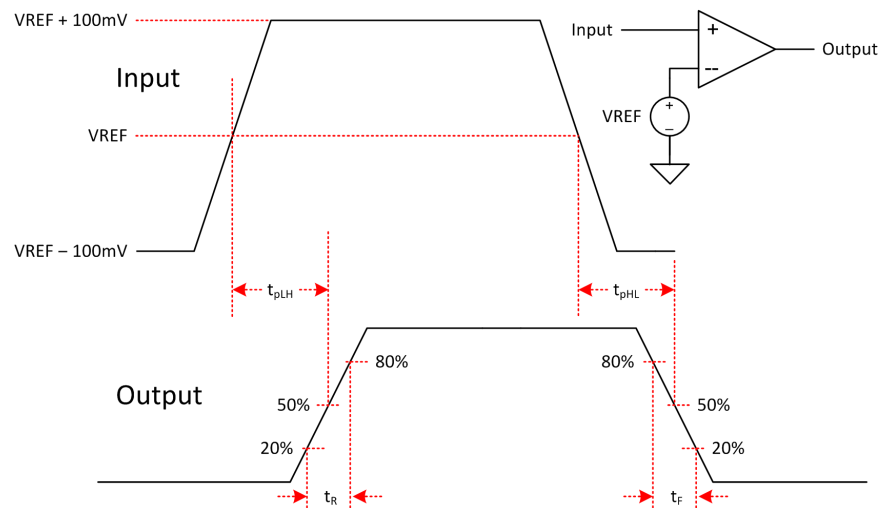 VREF + 100mV
Input
VREF
VREF – 100mV
Input
+
--
Output
VREF
+
–
tpLH
tpHL
Output
80%
50%
20%
tR
80%
50%
20%
tF